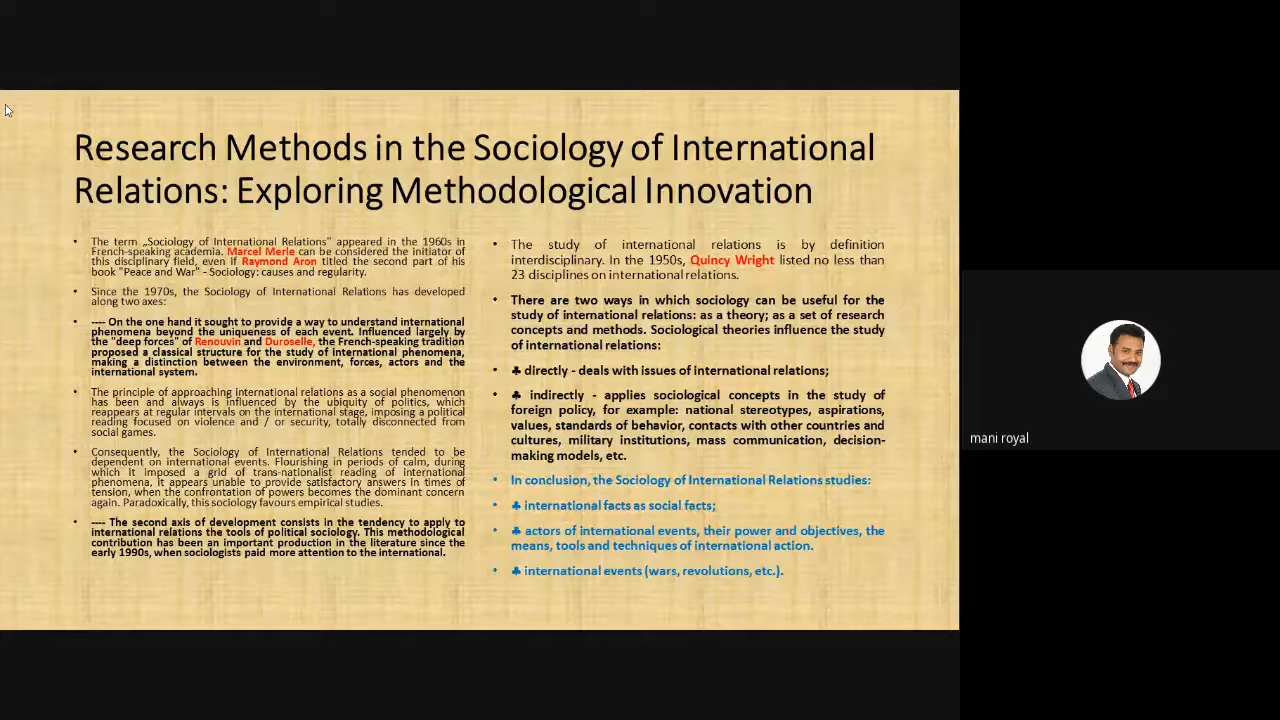 Research Methods in the Sociology of International
Relations: Exploring Methodological Innovation
• The term „Sociology of International Relations" appeared in the 1960s in
French-speaking academia. Marcel Merle can be considered the initiator of
this disciplinary field, even if Raymond Aron titled the second part of his
book "Peace and War" - Sociology: causes and regularity.
• Since the 1970s, the Sociology of International Relations has developed
along two axes:
• ---- On the one hand it sought to provide a way to understand international
phenomena beyond the uniqueness of each event. Influenced largely by
the "deep forces" of Renouvin and Duroselle, the French-speaking tradition
proposed a classical structure for the study of international phenomena,
making a distinction between the environment, forces, actors and the
international system.
• The principle of approaching international relations as a social phenomenon
has been and always is influenced by the ubiquity of politics, which
reappears at regular intervals on the international stage, imposing a political
reading focused on violence and / or security, totally disconnected from
social games.
• Consequently, the Sociology of International Relations tended to be
dependent on international events. Flourishing in periods of calm, during
which it imposed a grid of trans-nationalist reading of international
phenomena, it appears unable to provide satisfactory answers in times of
tension, when the confrontation of powers becomes the dominant concern
again. Paradoxically, this sociology favours empirical studies.
• ---- The second axis of development consists in the tendency to apply to
international relations the tools of political sociology. This methodological
contribution has been an important production in the literature since the
early 1990s, when sociologists paid more attention to the international.
• The study of international relations is by definition
interdisciplinary. In the 1950s, Quincy Wright listed no less than
23 disciplines on international relations.
• There are two ways in which sociology can be useful for the
study of international relations: as a theory; as a set of research
concepts and methods. Sociological theories influence the study
of international relations:
• ♣ directly - deals with issues of international relations;
• ♣ indirectly - applies sociological concepts in the study of
foreign policy, for example: national stereotypes, aspirations,
values, standards of behavior, contacts with other countries and
cultures, military institutions, mass communication, decision-
making models, etc.
• In conclusion, the Sociology of International Relations studies:
• ♣ international facts as social facts;
• ♣ actors of international events, their power and objectives, the
means, tools and techniques of international action.
• ♣ international events (wars, revolutions, etc.).
mani royal